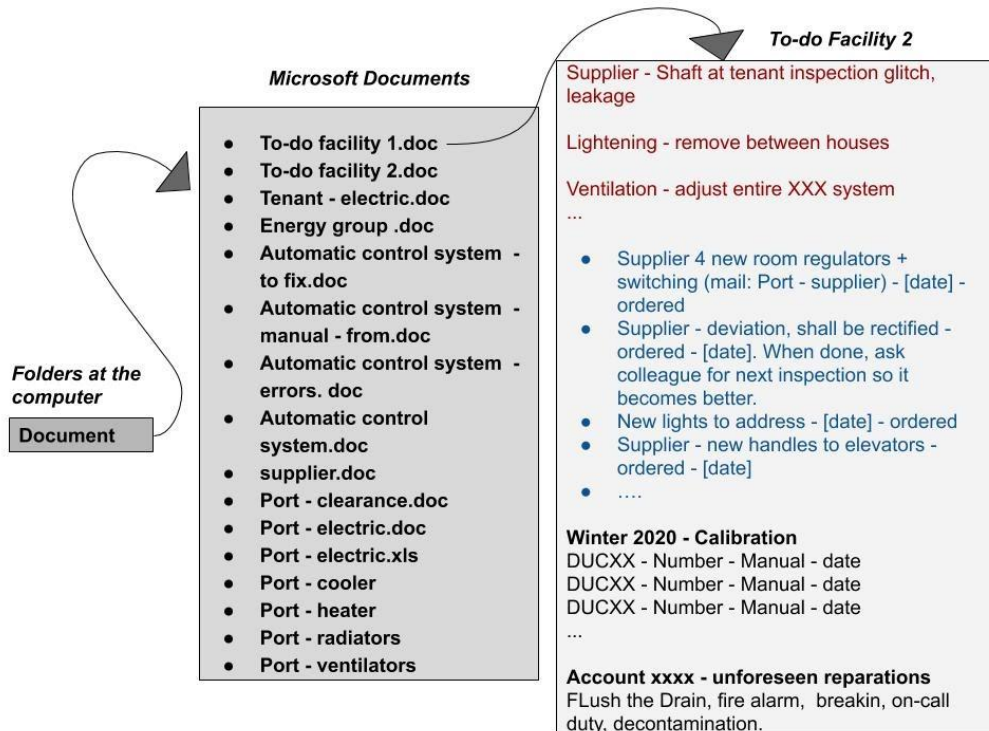 Folders at the
computer
Document
Microsoft Documents
● To-do facility 1.doc
● To-do facility 2.doc
● Tenant - electric.doc
● Energy group .doc
● Automatic control system -
to fix.doc
● Automatic control system -
manual - from.doc
● Automatic control system -
errors. doc
● Automatic control
system.doc
● supplier.doc
● Port - clearance.doc
● Port - electric.doc
● Port - electric.xls
● Port - cooler
● Port - heater
● Port - radiators
● Port - ventilators
To-do Facility 2
Supplier - Shaft at tenant inspection glitch,
leakage
Lightening - remove between houses
Ventilation - adjust entire XXX system
...
● Supplier 4 new room regulators +
switching (mail: Port - supplier) - [date] -
ordered
● Supplier - deviation, shall be rectified -
ordered - [date]. When done, ask
colleague for next inspection so it
becomes better.
● New lights to address - [date] - ordered
● Supplier - new handles to elevators -
ordered - [date]
● ....
Winter 2020 - Calibration
DUCXX - Number - Manual - date
DUCXX - Number - Manual - date
DUCXX - Number - Manual - date
...
Account xxxx - unforeseen reparations
FLush the Drain, fire alarm, breakin, on-call
duty, decontamination.